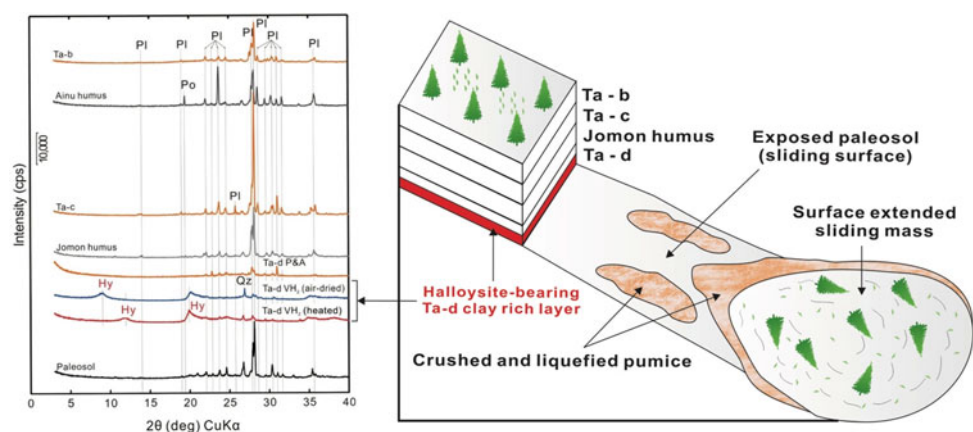 Pl
Pl Pl Pl Pl Pl Pl
Ta-b
Po
Ainu humus
10,000
Intensity (cps)
Pl
Ta-c
Jomon humus
Ta-d P&A
Qz
Hy
Ta-d VH₂ (air-dried)
Hy Hy
Ta-d VH₂ (heated)
Paleosol
0 5 10 15 20 25 30 35 40
2θ (deg) CuKα
Ta - b
Ta - c
Jomon humus
Ta - d
Exposed paleosol
(sliding surface)
Surface extended
sliding mass
Halloysite-bearing
Ta-d clay rich layer
Crushed and liquefied pumice